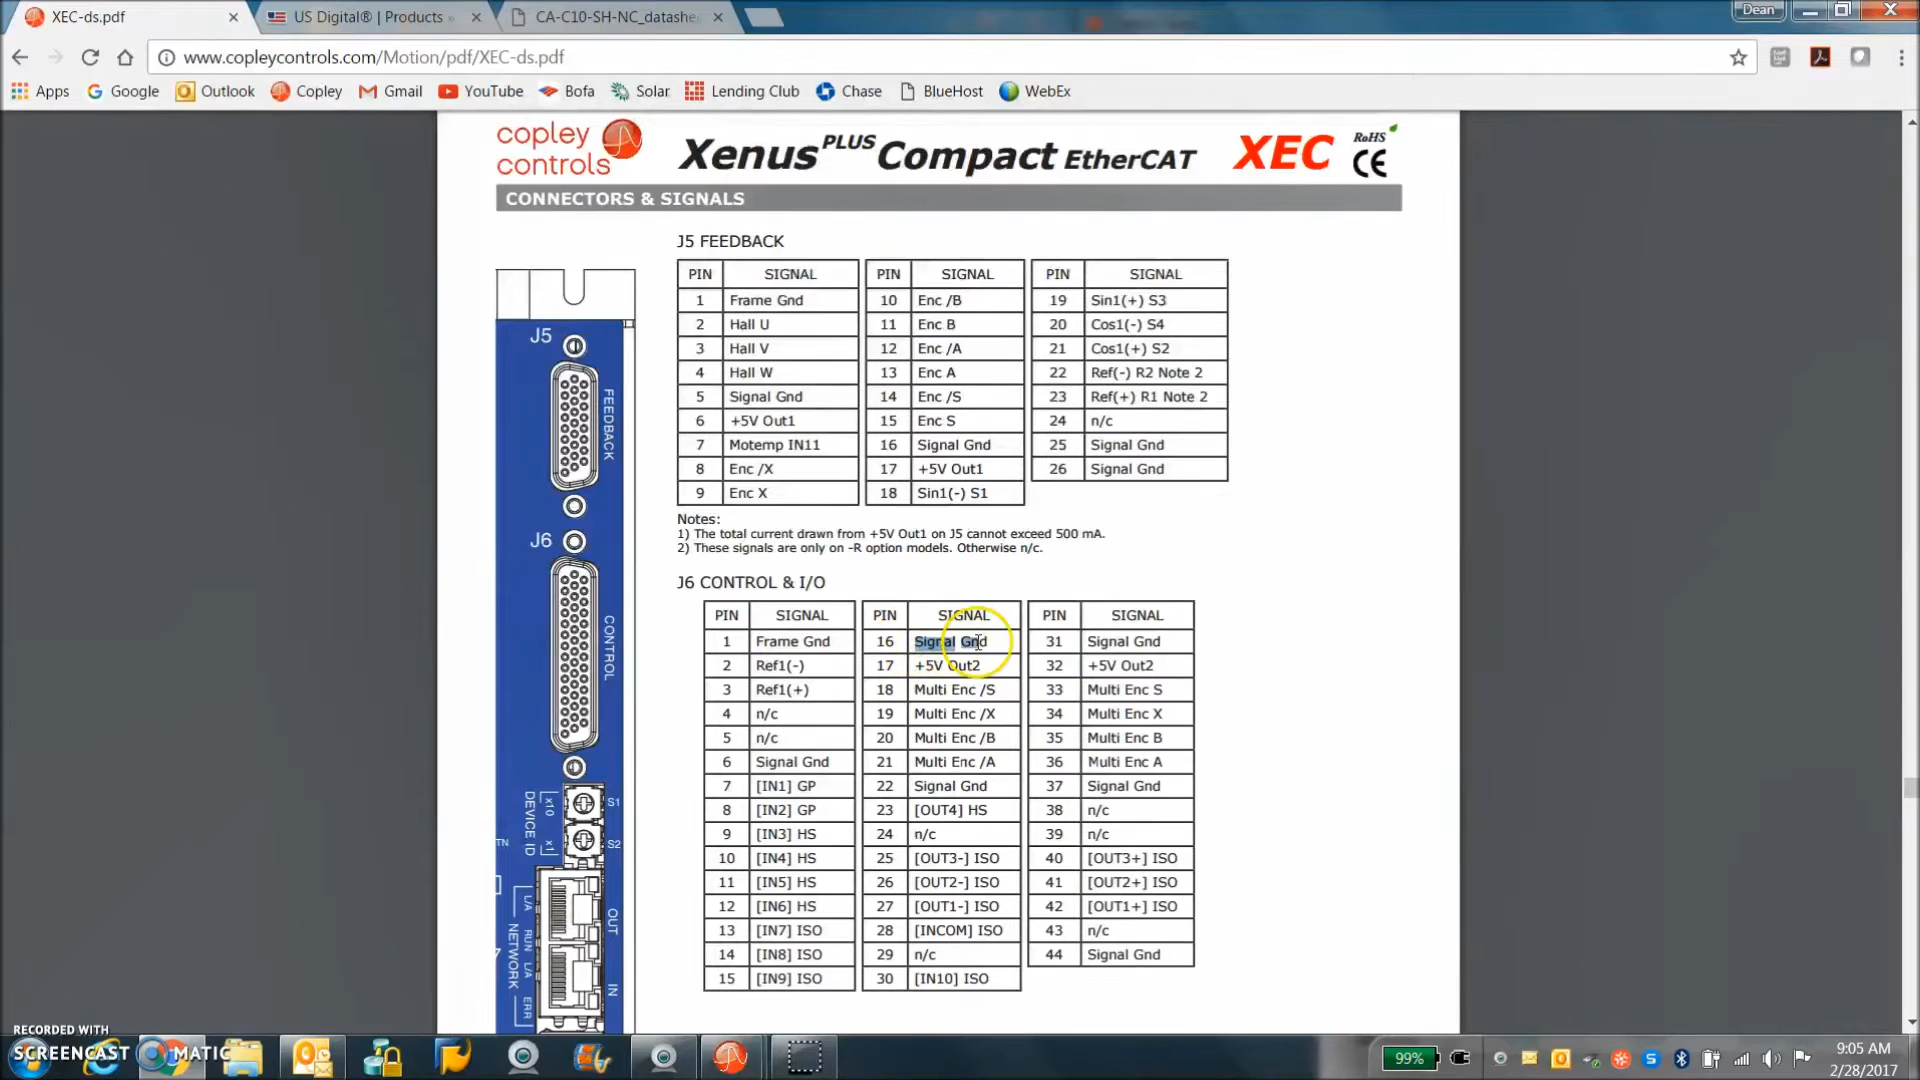 XEC-ds.pdf
US Digital® | Products »
CA-C10-SH-NC_datashe
Dean
www.copleycontrols.com/Motion/pdf/XEC-ds.pdf
Apps
Google
Outlook
Copley
Gmail
YouTube
Bofa
Solar
Lending Club
Chase
BlueHost
WebEx
copley
controls
Xenus PLUS Compact EtherCAT
XEC
RoHS
CE
CONNECTORS & SIGNALS
J5 FEEDBACK
PIN SIGNAL PIN SIGNAL PIN SIGNAL
1 Frame Gnd 10 Enc /B 19 Sin1(+) S3
2 Hall U 11 Enc B 20 Cos1(-) S4
3 Hall V 12 Enc /A 21 Cos1(+) S2
4 Hall W 13 Enc A 22 Ref(-) R2 Note 2
5 Signal Gnd 14 Enc /S 23 Ref(+) R1 Note 2
6 +5V Out1 15 Enc S 24 n/c
7 Motemp IN11 16 Signal Gnd 25 Signal Gnd
8 Enc /X 17 +5V Out1 26 Signal Gnd
9 Enc X 18 Sin1(-) S1
Notes:
1) The total current drawn from +5V Out1 on J5 cannot exceed 500 mA.
2) These signals are only on -R option models. Otherwise n/c.
J6 CONTROL & I/O
PIN SIGNAL PIN SIGNAL PIN SIGNAL
1 Frame Gnd 16 Signal Gnd 31 Signal Gnd
2 Ref1(-) 17 +5V Out2 32 +5V Out2
3 Ref1(+) 18 Multi Enc /S 33 Multi Enc S
4 n/c 19 Multi Enc /X 34 Multi Enc X
5 n/c 20 Multi Enc /B 35 Multi Enc B
6 Signal Gnd 21 Multi Enc /A 36 Multi Enc A
7 [IN1] GP 22 Signal Gnd 37 Signal Gnd
8 [IN2] GP 23 [OUT4] HS 38 n/c
9 [IN3] HS 24 n/c 39 n/c
10 [IN4] HS 25 [OUT3-] ISO 40 [OUT3+] ISO
11 [IN5] HS 26 [OUT2-] ISO 41 [OUT2+] ISO
12 [IN6] HS 27 [OUT1-] ISO 42 [OUT1+] ISO
13 [IN7] ISO 28 [INCOM] ISO 43 n/c
14 [IN8] ISO 29 n/c 44 Signal Gnd
15 [IN9] ISO 30 [IN10] ISO
J5
FEEDBACK
J6
CONTROL
DEVICE ID
x10
x1
S1
S2
TN
NETWORK
L/A
RUN
L/A
ERR
OUT
IN
RECORDED WITH
SCREENCAST MATIC
99%
9:05 AM
2/28/2017